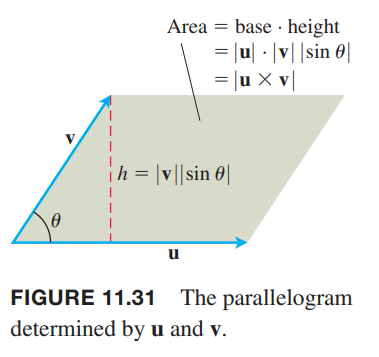 Area = base · height
= |u| · |v||sin θ|
= |u × v|
v
h = |v||sin θ|
θ
u
FIGURE 11.31 The parallelogram
determined by u and v.